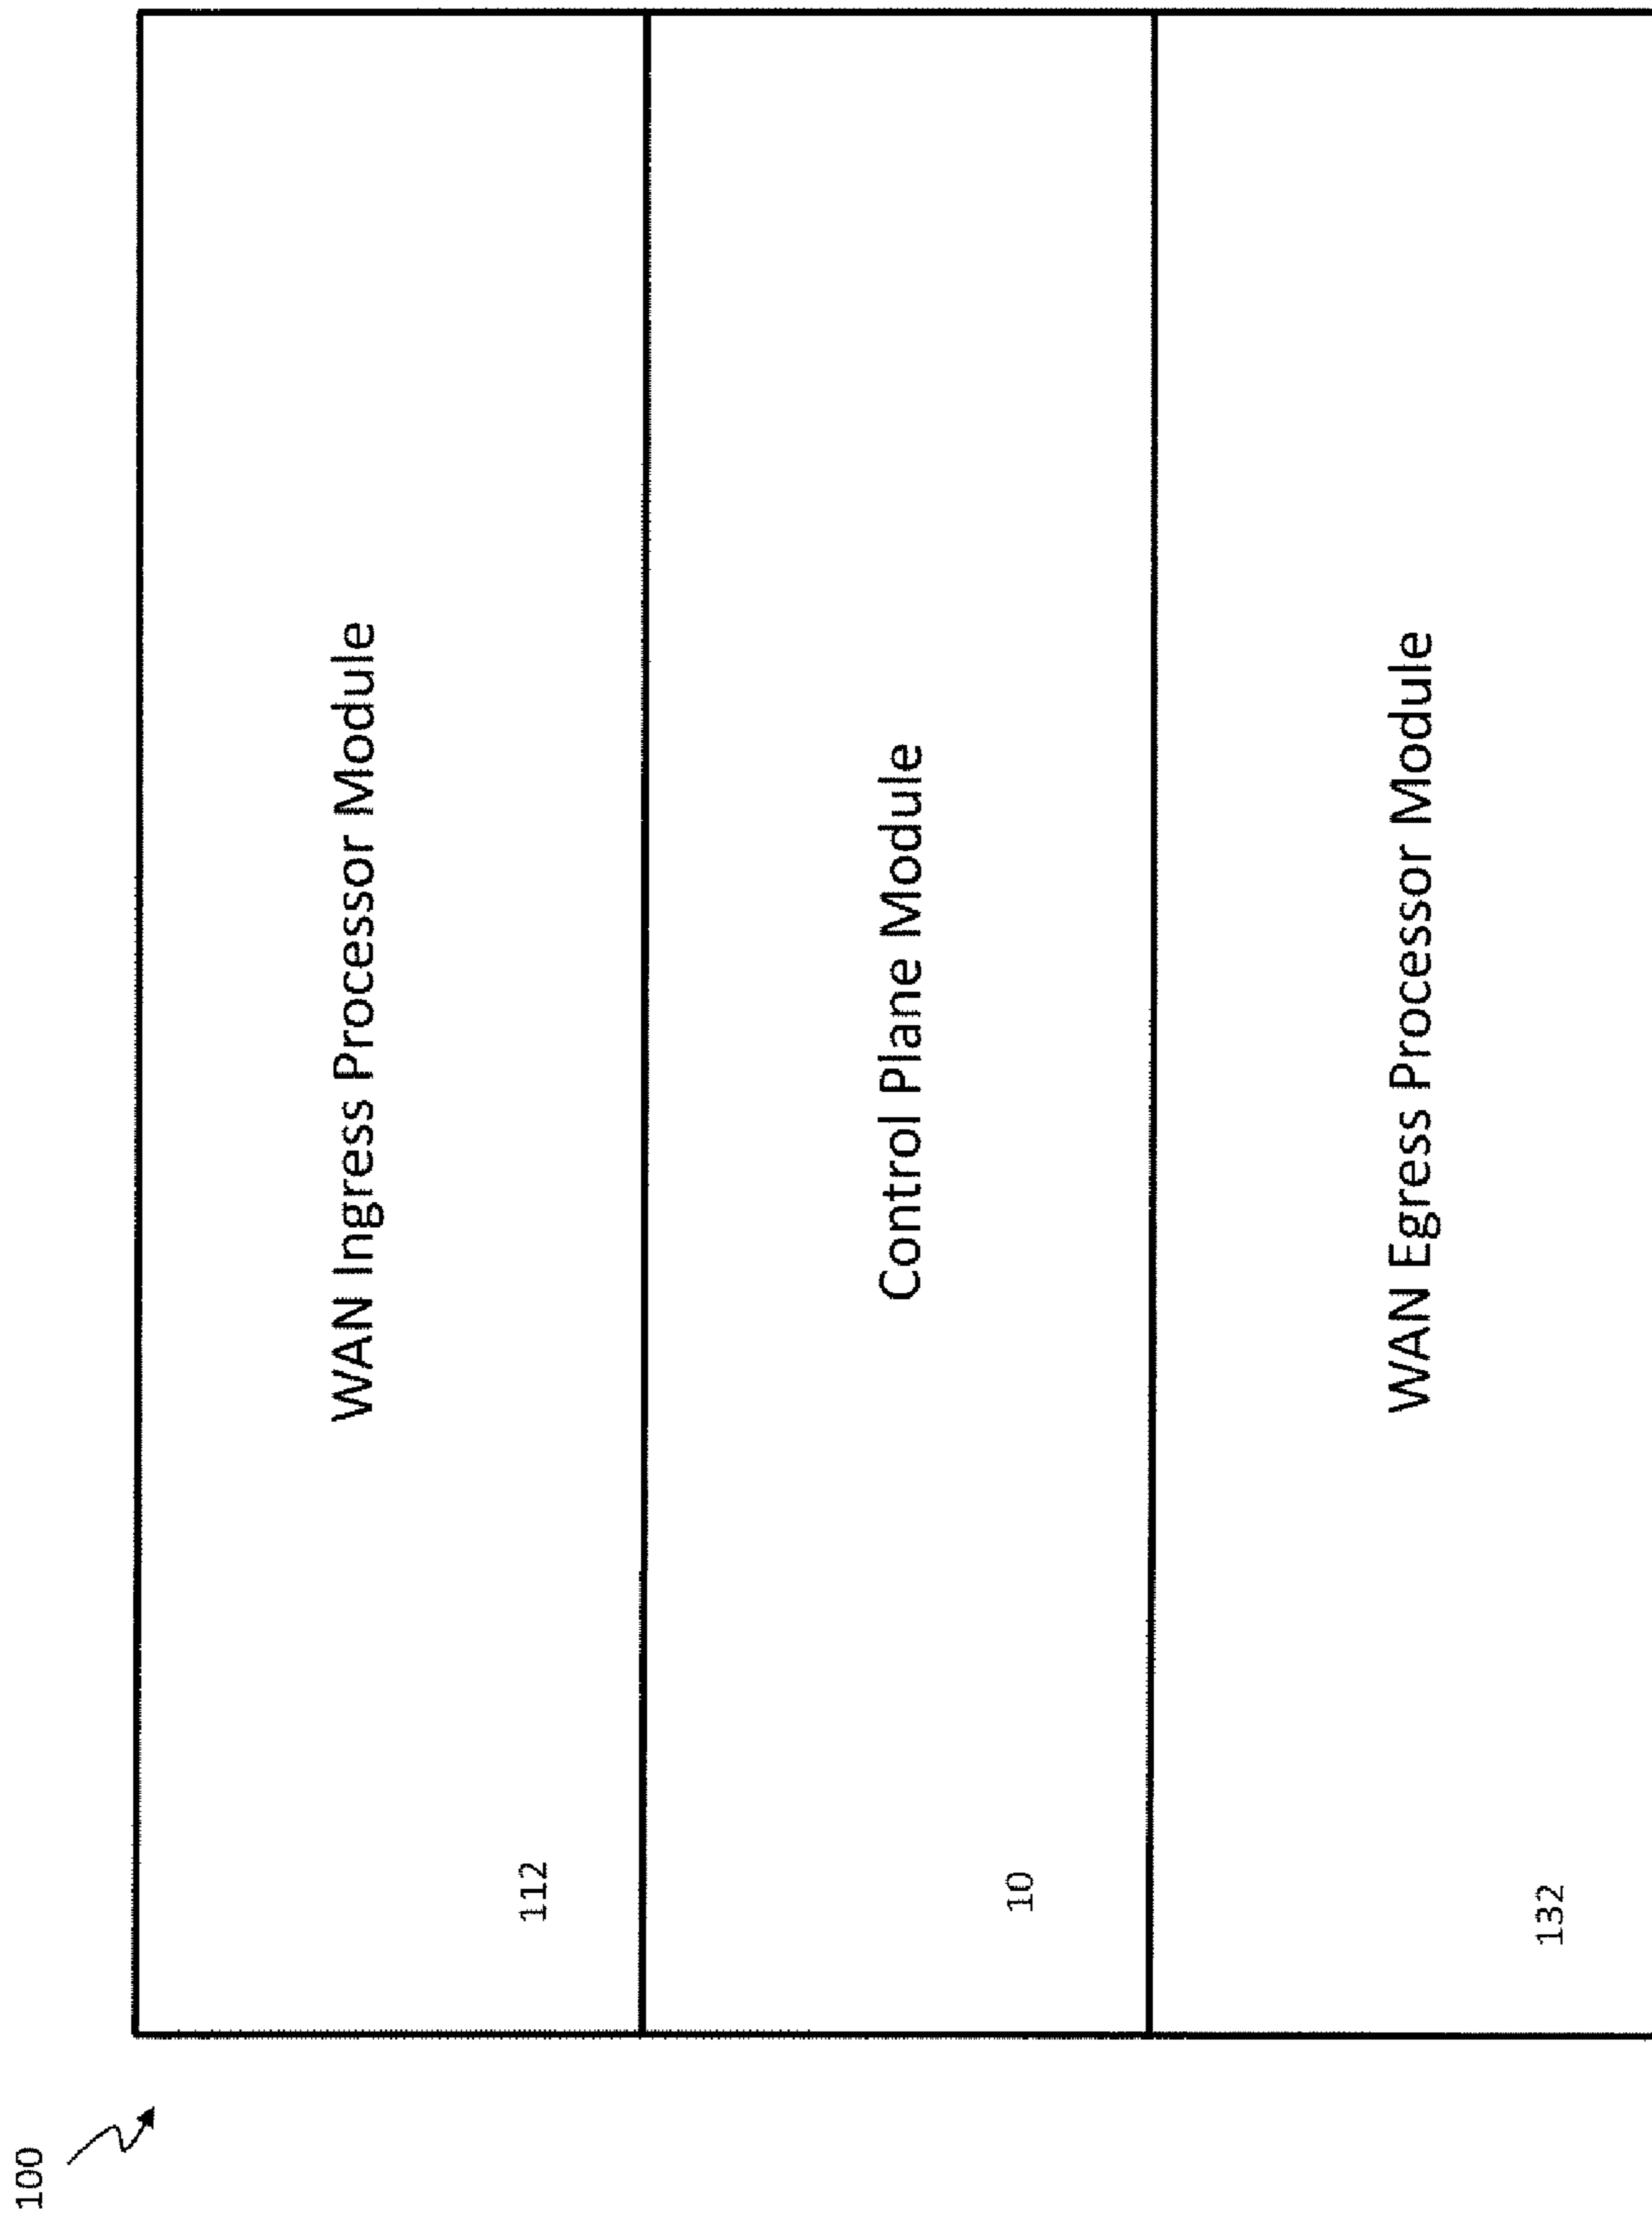 100
WAN Ingress Processor Module
112
Control Plane Module
10
WAN Egress Processor Module
132